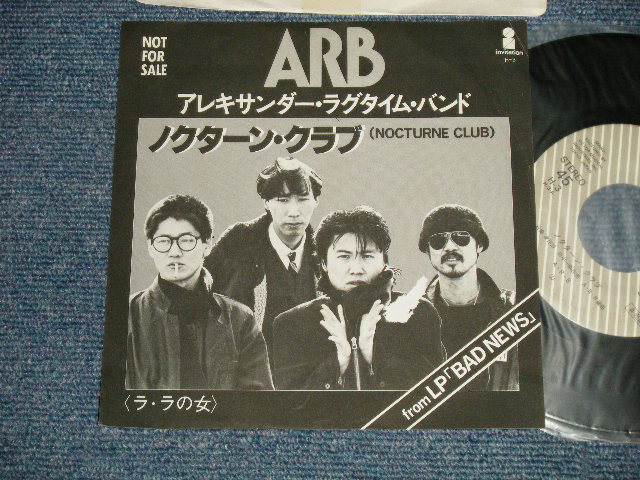 NOT
FOR
SALE
ARB
invitation
アレキサンダー・ラグタイム・バンド
ノクターン・クラブ (NOCTURNE CLUB)
from LP「BAD NEWS」
〈ラ・ラの女〉
STEREO
45